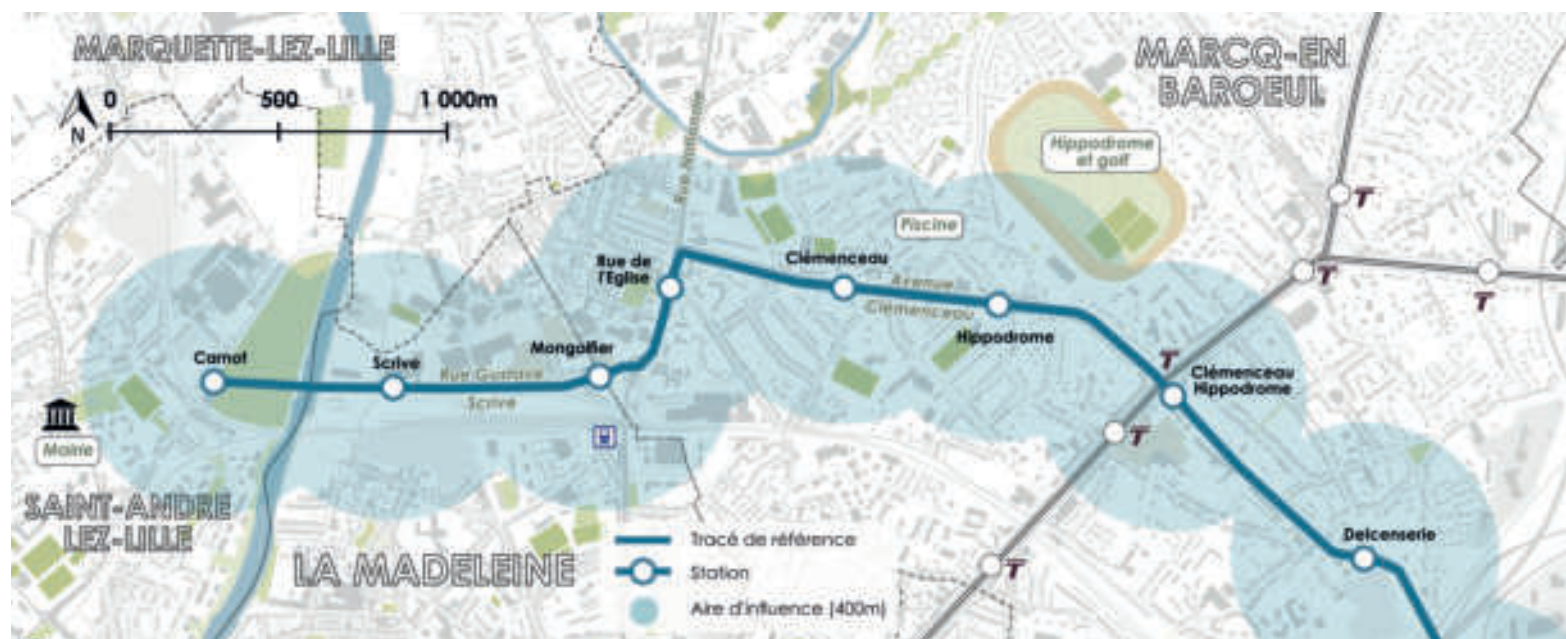 MARQUETTE-LEZ-LILLE
0 500 1 000m
N
MARCQ-EN
BAROEUL
Hippodrome
et golf
Rue Nationale
Piscine
T
T
T
Rue de
l'Eglise
Clémenceau
Avenue
Clémenceau
Hippodrome
Carnot
Scrive
Mongolfier
Rue Gustave
Scrive
T
Clémenceau
Hippodrome
T
Mairie
SAINT-ANDRE
LEZ-LILLE
LA MADELEINE
Delcenserie
T
Tracé de référence
Station
Aire d'influence (400m)